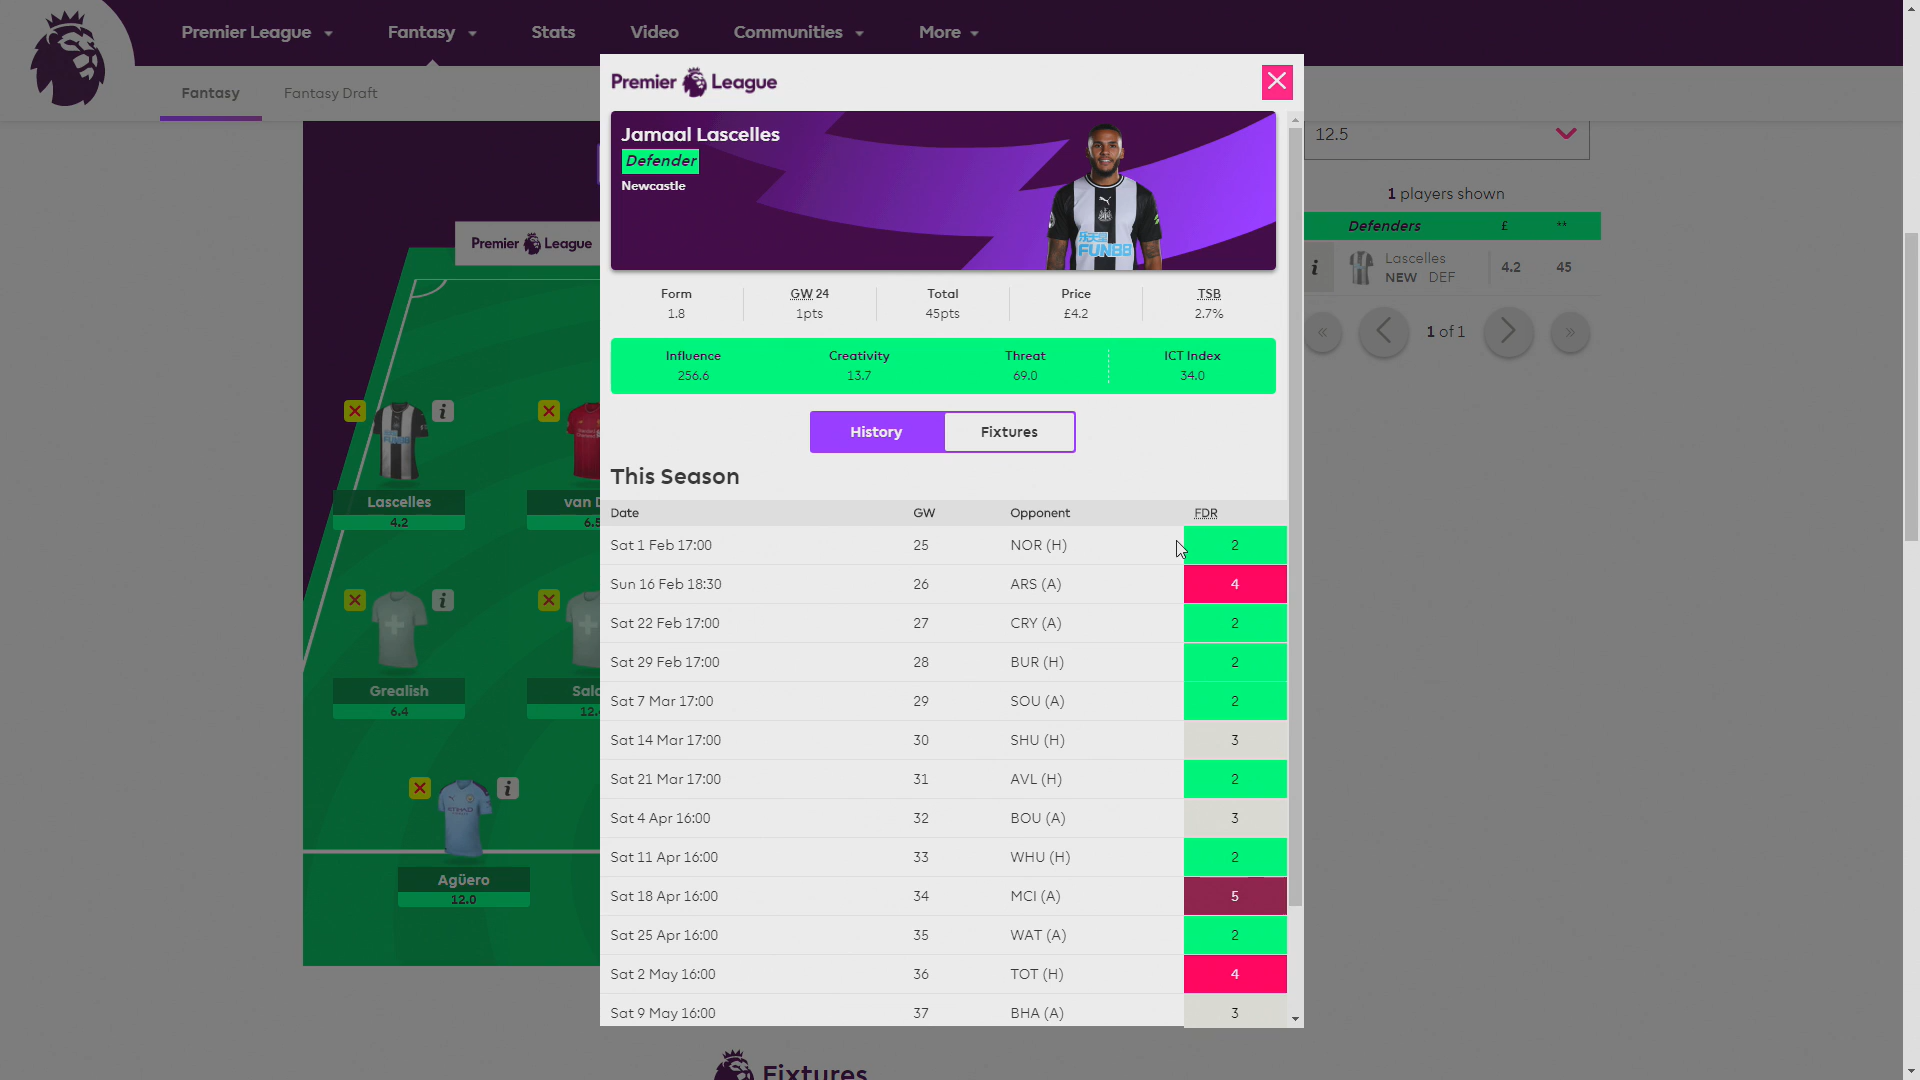 Premier League
Fantasy
Stats
Video
Communities
More
Fantasy
Fantasy Draft
Premier League
Jamaal Lascelles
Defender
Newcastle
FUN88
Form
GW 24
Total
Price
TSB
1.8
1pts
45pts
£4.2
2.7%
Influence
Creativity
Threat
ICT Index
256.6
13.7
69.0
34.0
History
Fixtures
This Season
Date GW Opponent FDR
Sat 1 Feb 17:00 25 NOR (H) 2
Sun 16 Feb 18:30 26 ARS (A) 4
Sat 22 Feb 17:00 27 CRY (A) 2
Sat 29 Feb 17:00 28 BUR (H) 2
Sat 7 Mar 17:00 29 SOU (A) 2
Sat 14 Mar 17:00 30 SHU (H) 3
Sat 21 Mar 17:00 31 AVL (H) 2
Sat 4 Apr 16:00 32 BOU (A) 3
Sat 11 Apr 16:00 33 WHU (H) 2
Sat 18 Apr 16:00 34 MCI (A) 5
Sat 25 Apr 16:00 35 WAT (A) 2
Sat 2 May 16:00 36 TOT (H) 4
Sat 9 May 16:00 37 BHA (A) 3
Premier League
Lascelles
4.2
van
6.5
Grealish
6.4
Sala
12.
Agüero
12.0
12.5
1 players shown
Defenders £ **
Lascelles
NEW DEF
4.2 45
1 of 1
Fixtures